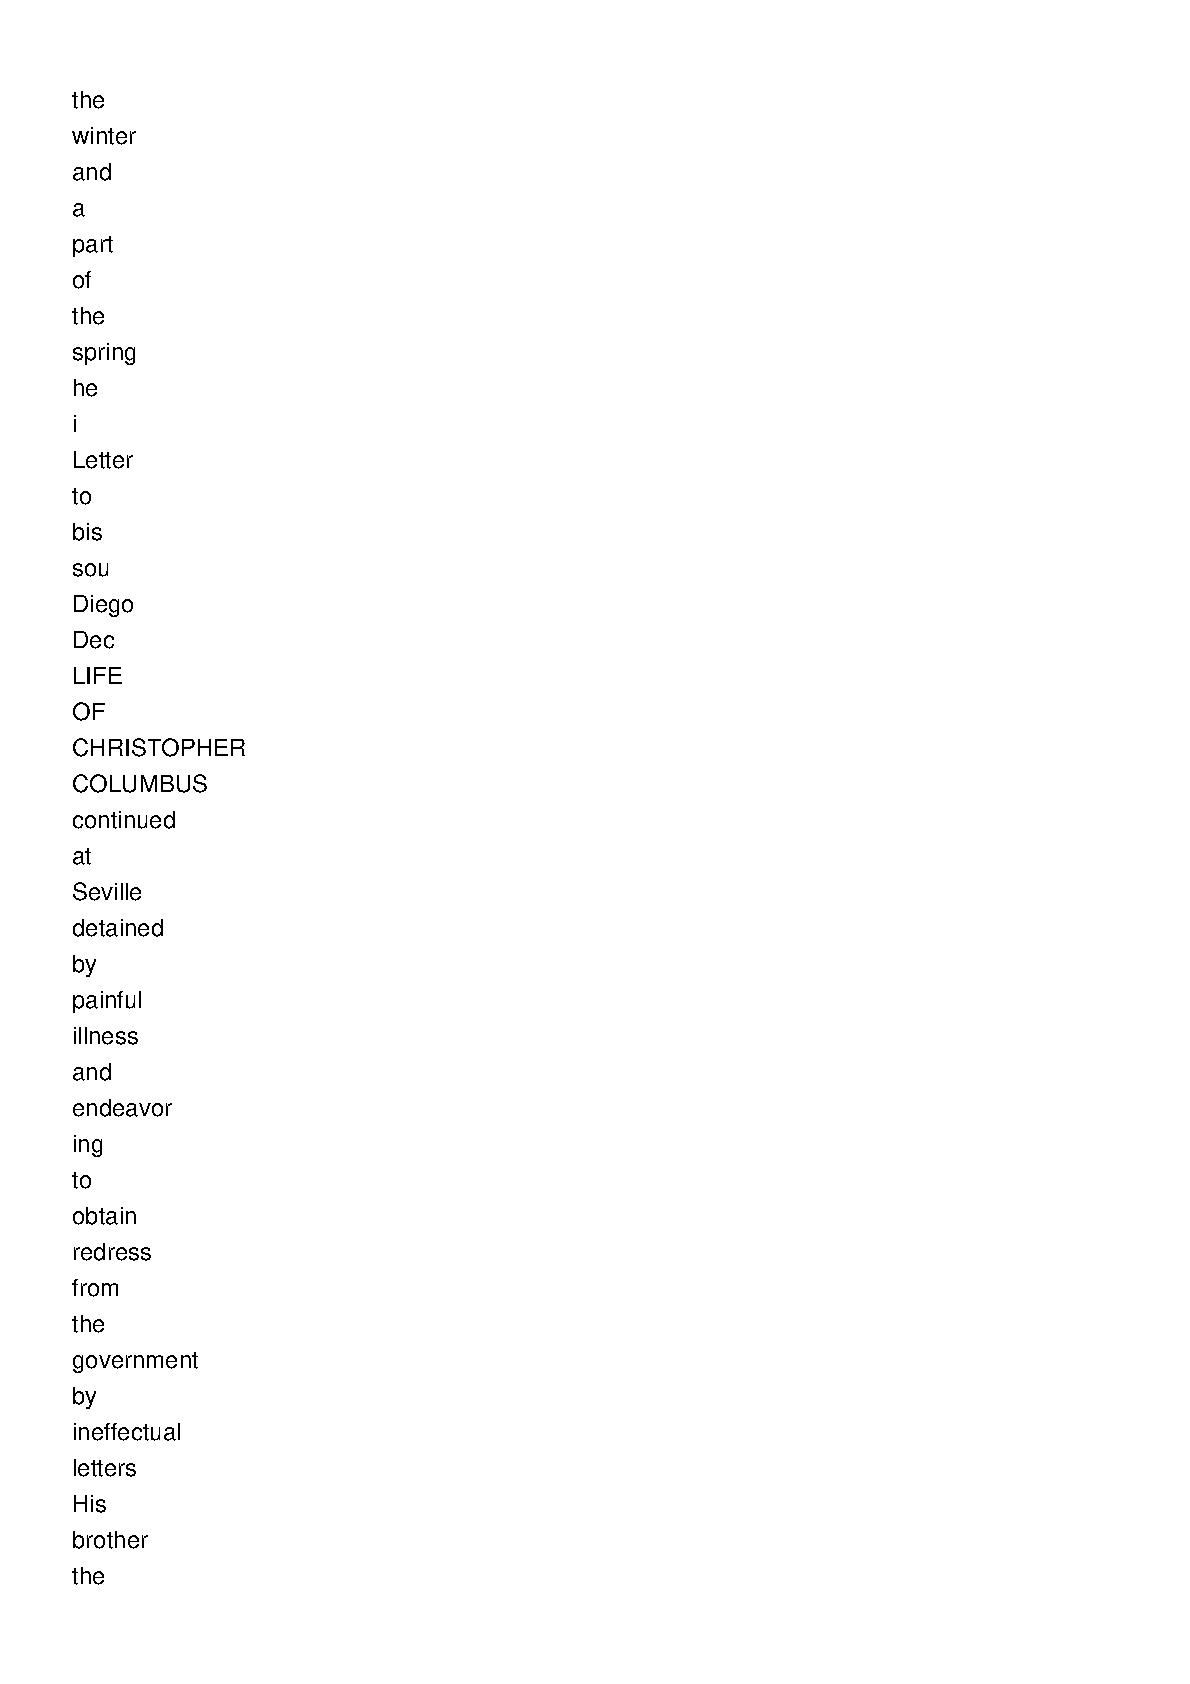 the
winter
and
a
part
of
the
spring
he
i
Letter
to
bis
sou
Diego
Dec
LIFE
OF
CHRISTOPHER
COLUMBUS
continued
at
Seville
detained
by
painful
illness
and
endeavor
ing
to
obtain
redress
from
the
government
by
ineffectual
letters
His
brother
the